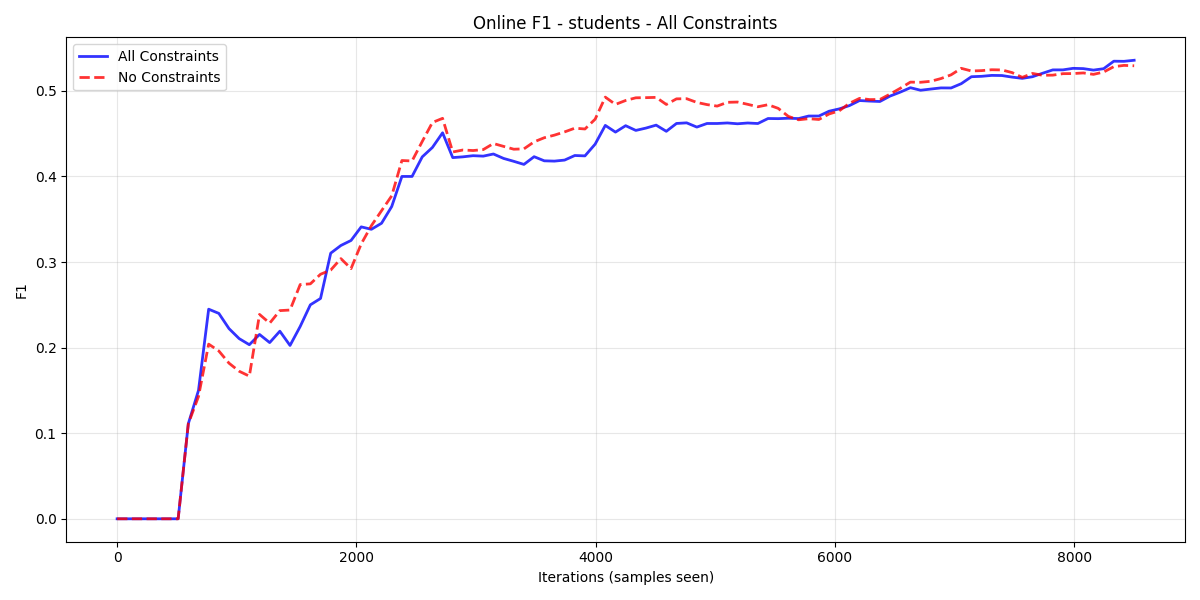 Online F1 - students - All Constraints
All Constraints
No Constraints
0.5
0.4
0.3
0.2
0.1
0.0
F1
0 2000 4000 6000 8000
Iterations (samples seen)